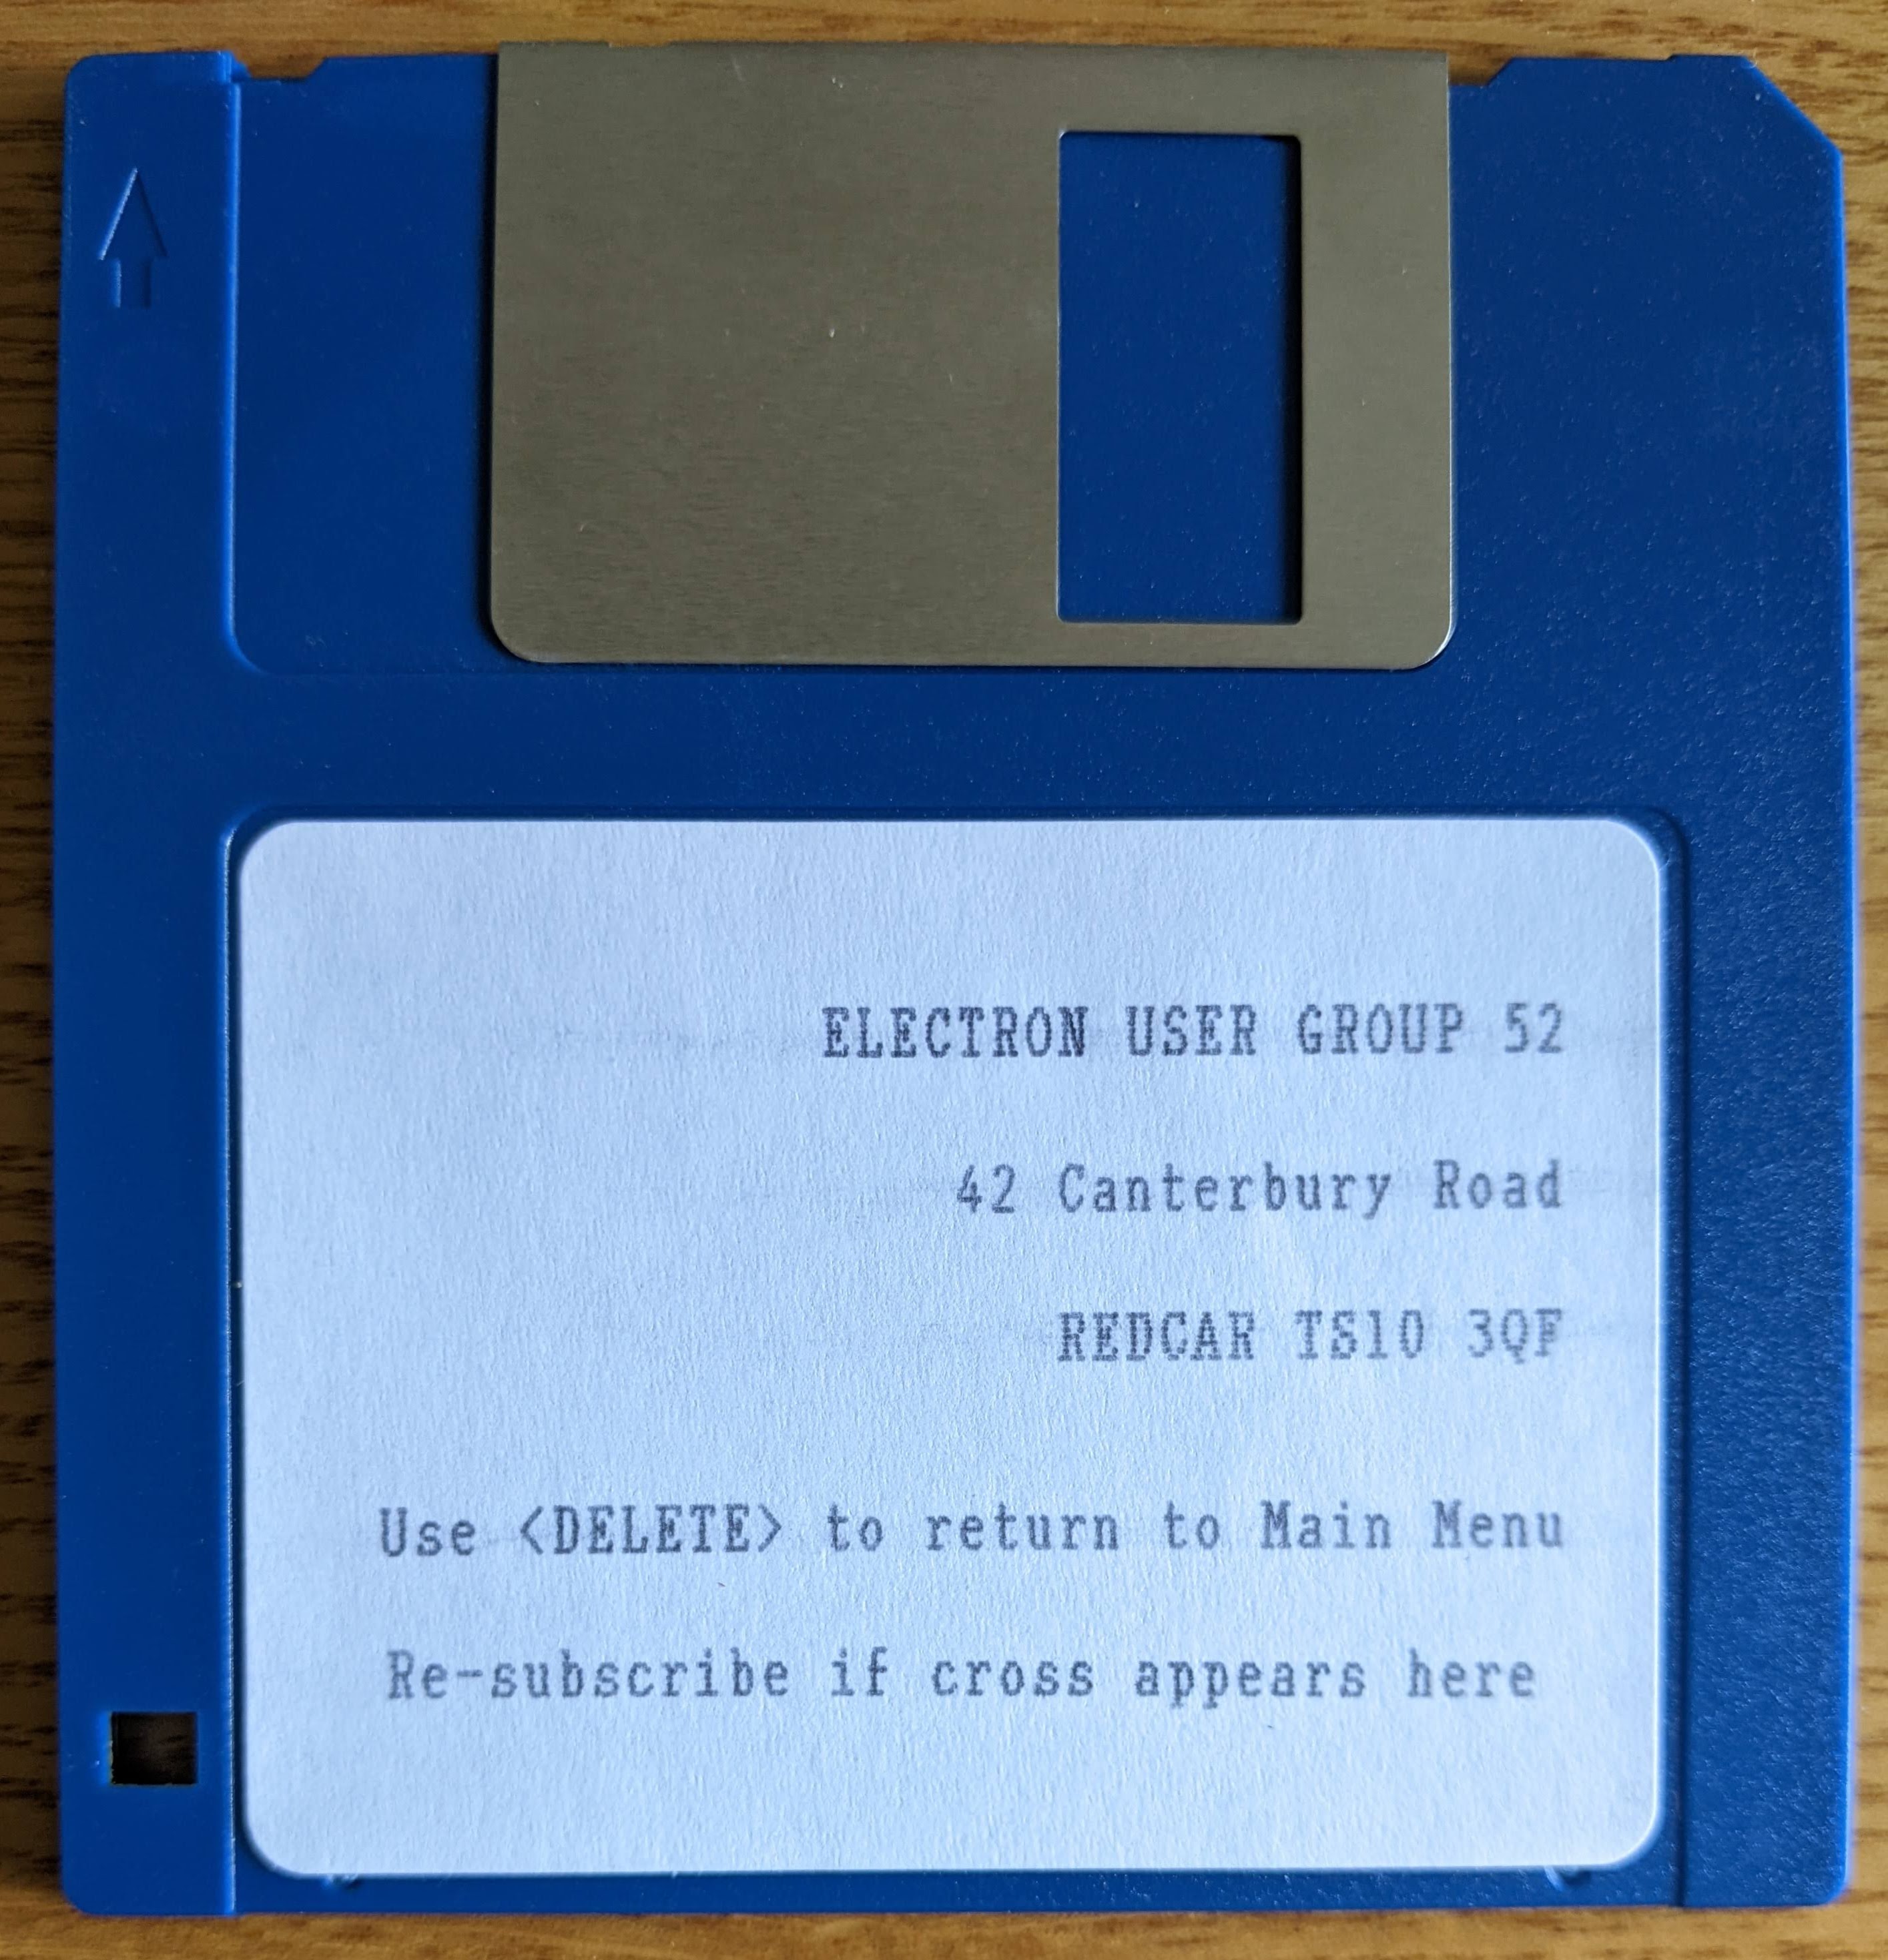 ELECTRON USER GROUP 52
42 Canterbury Road
REDCAR TS10 3QF
Use <DELETE> to return to Main Menu
Re-subscribe if cross appears here